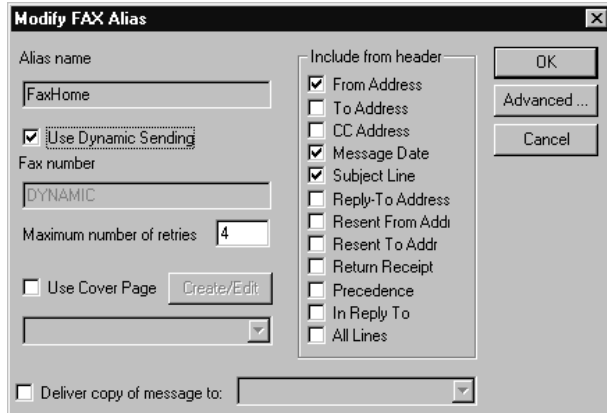 Modify FAX Alias
Alias name
FaxHome
Use Dynamic Sending
Fax number
DYNAMIC
Maximum number of retries 4
Use Cover Page Create/Edit
Deliver copy of message to:
Include from header
From Address
To Address
CC Address
Message Date
Subject Line
Reply-To Address
Resent From Addr
Resent To Addr
Return Receipt
Precedence
In Reply To
All Lines
OK
Advanced ...
Cancel